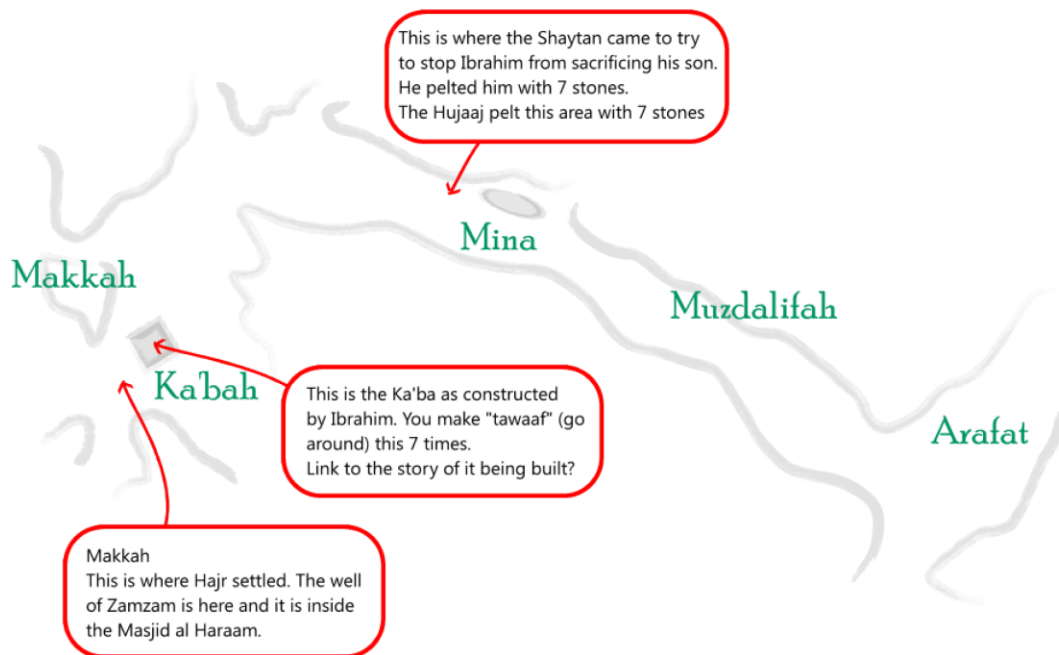 This is where the Shaytan came to try
to stop Ibrahim from sacrificing his son.
He pelted him with 7 stones.
The Hujaaj pelt this area with 7 stones
Mina
Makkah
Muzdalifah
Ka'bah
This is the Ka'ba as constructed
by Ibrahim. You make "tawaaf" (go
around) this 7 times.
Link to the story of it being built?
Arafat
Makkah
This is where Hajr settled. The well
of Zamzam is here and it is inside
the Masjid al Haraam.